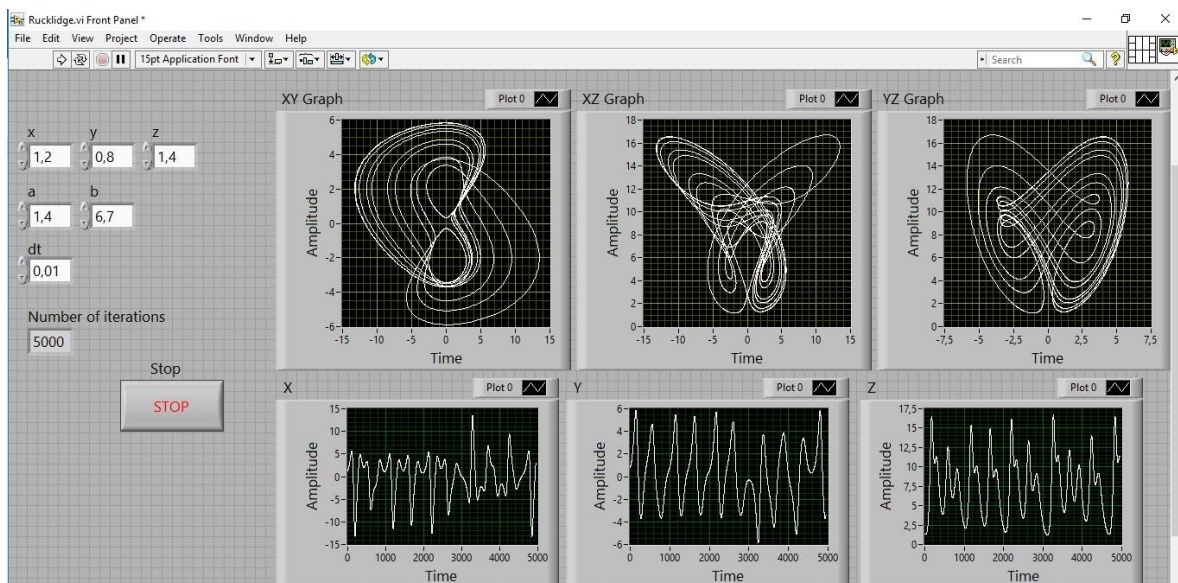 Rucklidge.vi Front Panel *
File Edit View Project Operate Tools Window Help
15pt Application Font
Search
x y z
1,2 0,8 1,4
a b
1,4 6,7
dt
0,01
Number of iterations
5000
Stop
STOP
XY Graph
Plot 0
Amplitude
6
4
2
0
-2
-4
-6
-15 -10 -5 0 5 10 15
Time
XZ Graph
Plot 0
Amplitude
18
16
14
12
10
8
6
4
2
0
-15 -10 -5 0 5 10 15
Time
YZ Graph
Plot 0
Amplitude
18
16
14
12
10
8
6
4
2
0
-7,5 -5 -2,5 0 2,5 5 7,5
Time
X
Plot 0
Amplitude
15
10
5
0
-5
-10
-15
0 1000 2000 3000 4000 5000
Time
Y
Plot 0
Amplitude
6
4
2
0
-2
-4
-6
0 1000 2000 3000 4000 5000
Time
Z
Plot 0
Amplitude
17,5
15
12,5
10
7,5
5
2,5
0
0 1000 2000 3000 4000 5000
Time